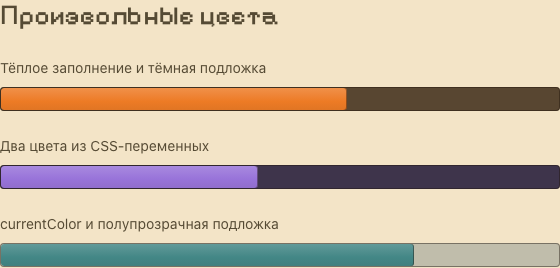 Произвольные цвета
Тёплое заполнение и тёмная подложка
Два цвета из CSS-переменных
currentColor и полупрозрачная подложка